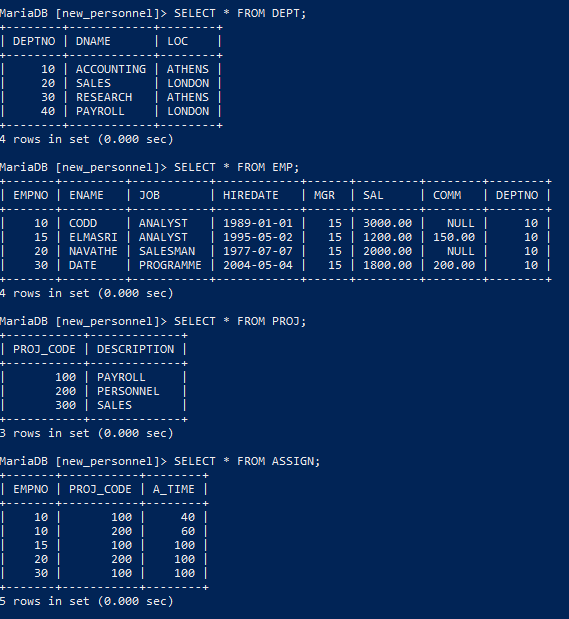 MariaDB [new_personnel]> SELECT * FROM DEPT;
+--------+------------+--------+
| DEPTNO | DNAME      | LOC    |
+--------+------------+--------+
|     10 | ACCOUNTING | ATHENS |
|     20 | SALES      | LONDON |
|     30 | RESEARCH   | ATHENS |
|     40 | PAYROLL    | LONDON |
+--------+------------+--------+
4 rows in set (0.000 sec)
MariaDB [new_personnel]> SELECT * FROM EMP;
+-------+---------+-----------+------------+------+---------+--------+--------+
| EMPNO | ENAME   | JOB       | HIREDATE   | MGR  | SAL     | COMM   | DEPTNO |
+-------+---------+-----------+------------+------+---------+--------+--------+
|    10 | CODD    | ANALYST   | 1989-01-01 |   15 | 3000.00 |   NULL |     10 |
|    15 | ELMASRI | ANALYST   | 1995-05-02 |   15 | 1200.00 | 150.00 |     10 |
|    20 | NAVATHE | SALESMAN  | 1977-07-07 |   15 | 2000.00 |   NULL |     10 |
|    30 | DATE    | PROGRAMME | 2004-05-04 |   15 | 1800.00 | 200.00 |     10 |
+-------+---------+-----------+------------+------+---------+--------+--------+
4 rows in set (0.000 sec)
MariaDB [new_personnel]> SELECT * FROM PROJ;
+-----------+-------------+
| PROJ_CODE | DESCRIPTION |
+-----------+-------------+
|       100 | PAYROLL     |
|       200 | PERSONNEL   |
|       300 | SALES       |
+-----------+-------------+
3 rows in set (0.000 sec)
MariaDB [new_personnel]> SELECT * FROM ASSIGN;
+-------+-----------+--------+
| EMPNO | PROJ_CODE | A_TIME |
+-------+-----------+--------+
|    10 |       100 |     40 |
|    10 |       200 |     60 |
|    15 |       100 |    100 |
|    20 |       200 |    100 |
|    30 |       100 |    100 |
+-------+-----------+--------+
5 rows in set (0.000 sec)